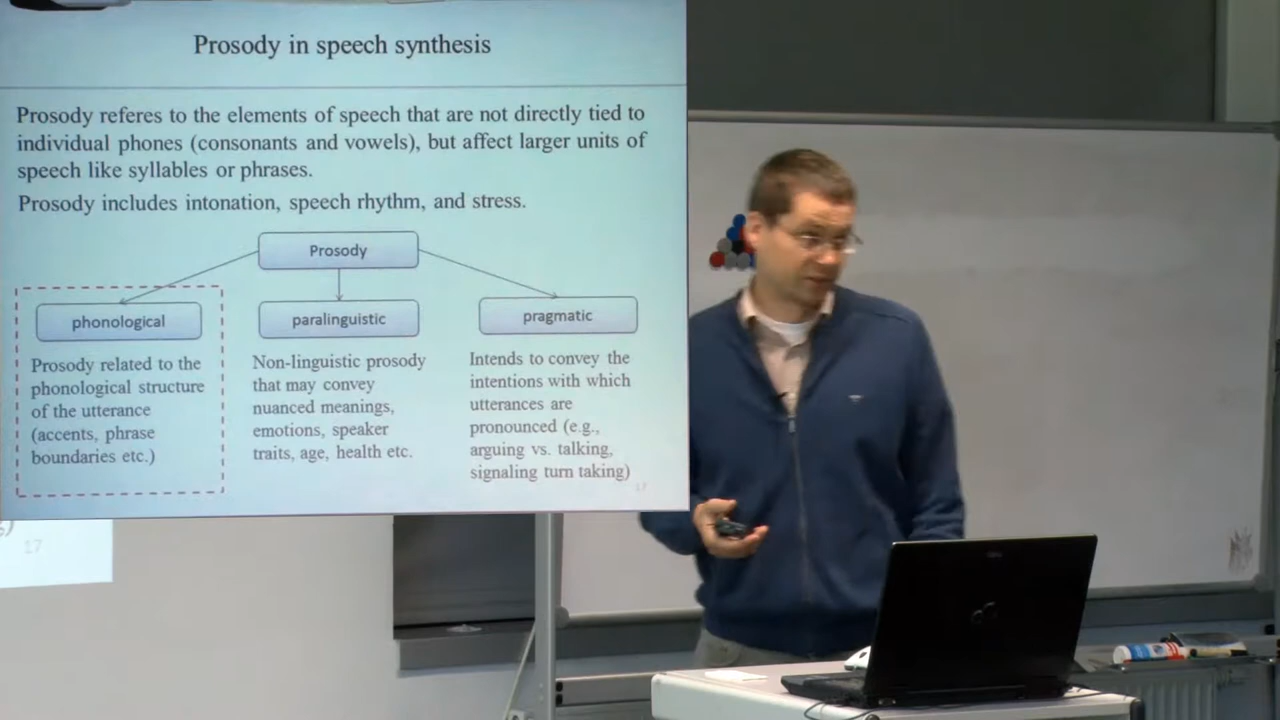 Prosody in speech synthesis
Prosody referes to the elements of speech that are not directly tied to
individual phones (consonants and vowels), but affect larger units of
speech like syllables or phrases.
Prosody includes intonation, speech rhythm, and stress.
Prosody
phonological
paralinguistic
pragmatic
Prosody related to the
phonological structure
of the utterance
(accents, phrase
boundaries etc.)
Non-linguistic prosody
that may convey
nuanced meanings,
emotions, speaker
traits, age, health etc.
Intends to convey the
intentions with which
utterances are
pronounced (e.g.,
arguing vs. talking,
signaling turn taking)
17
17